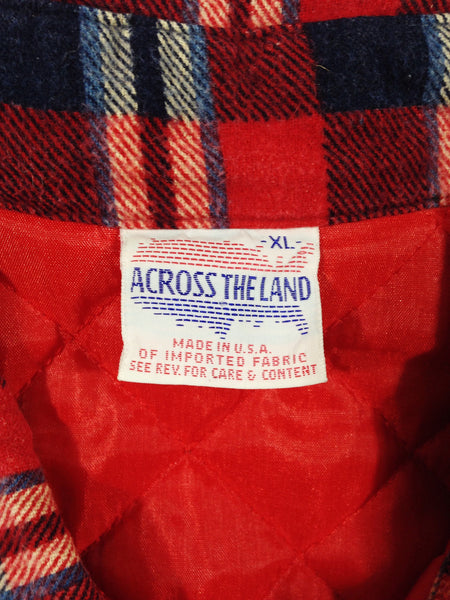 -XL-
ACROSS THE LAND
MADE IN U.S.A.
OF IMPORTED FABRIC
SEE REV. FOR CARE & CONTENT